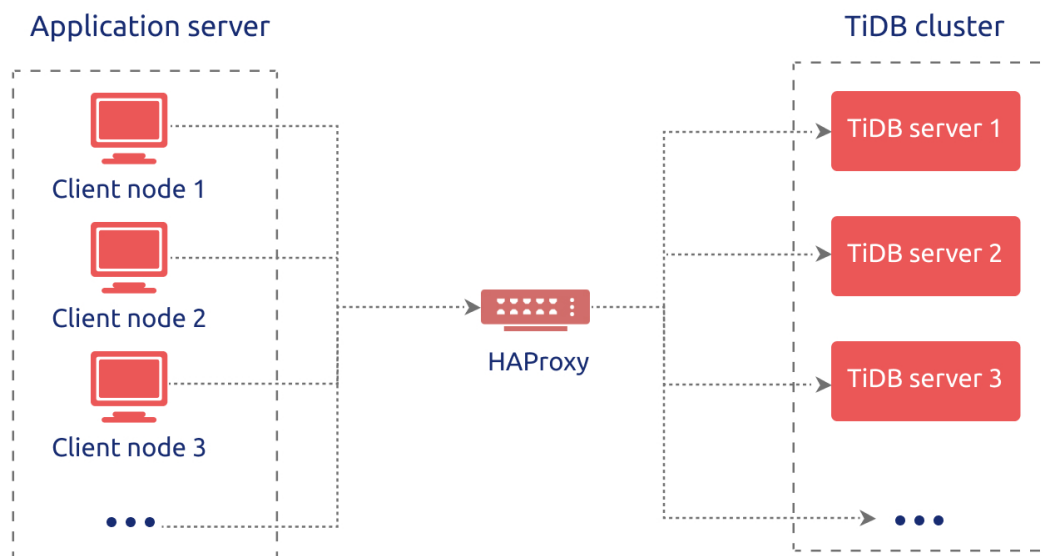 Application server
TiDB cluster
Client node 1
Client node 2
Client node 3
...
HAProxy
TiDB server 1
TiDB server 2
TiDB server 3
...